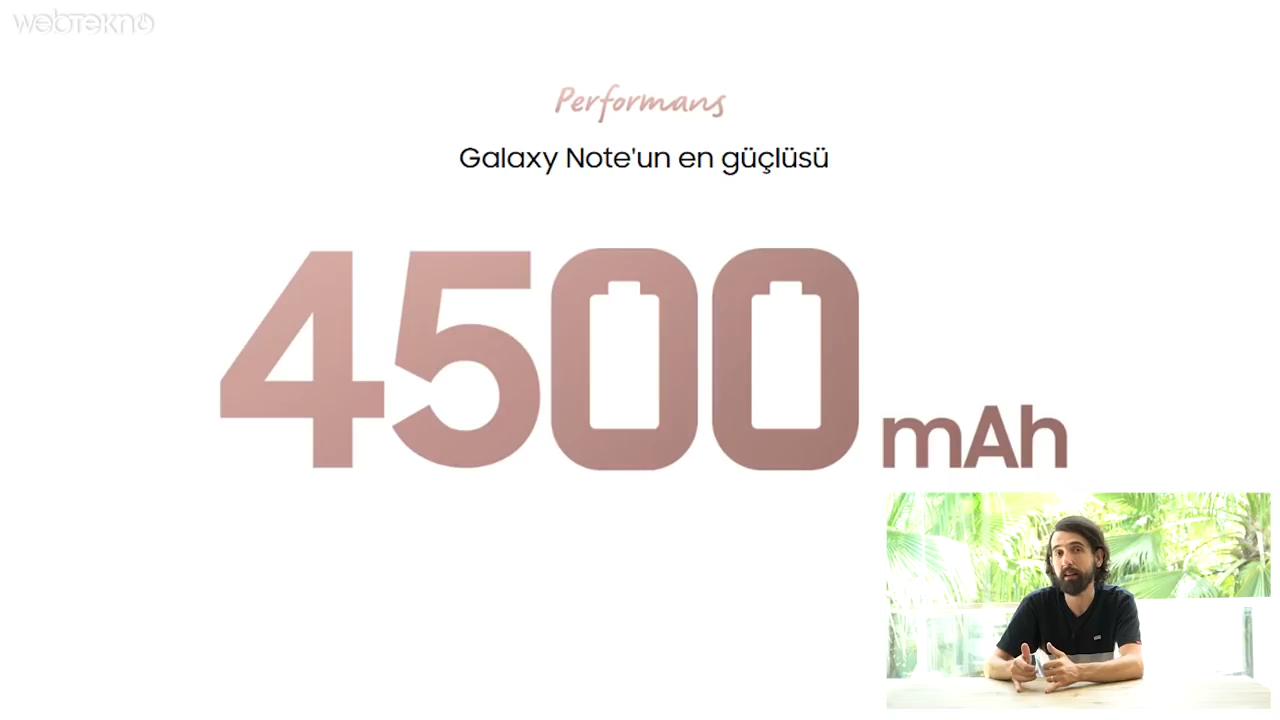 webtekno
Performans
Galaxy Note'un en güçlüsü
4500 mAh